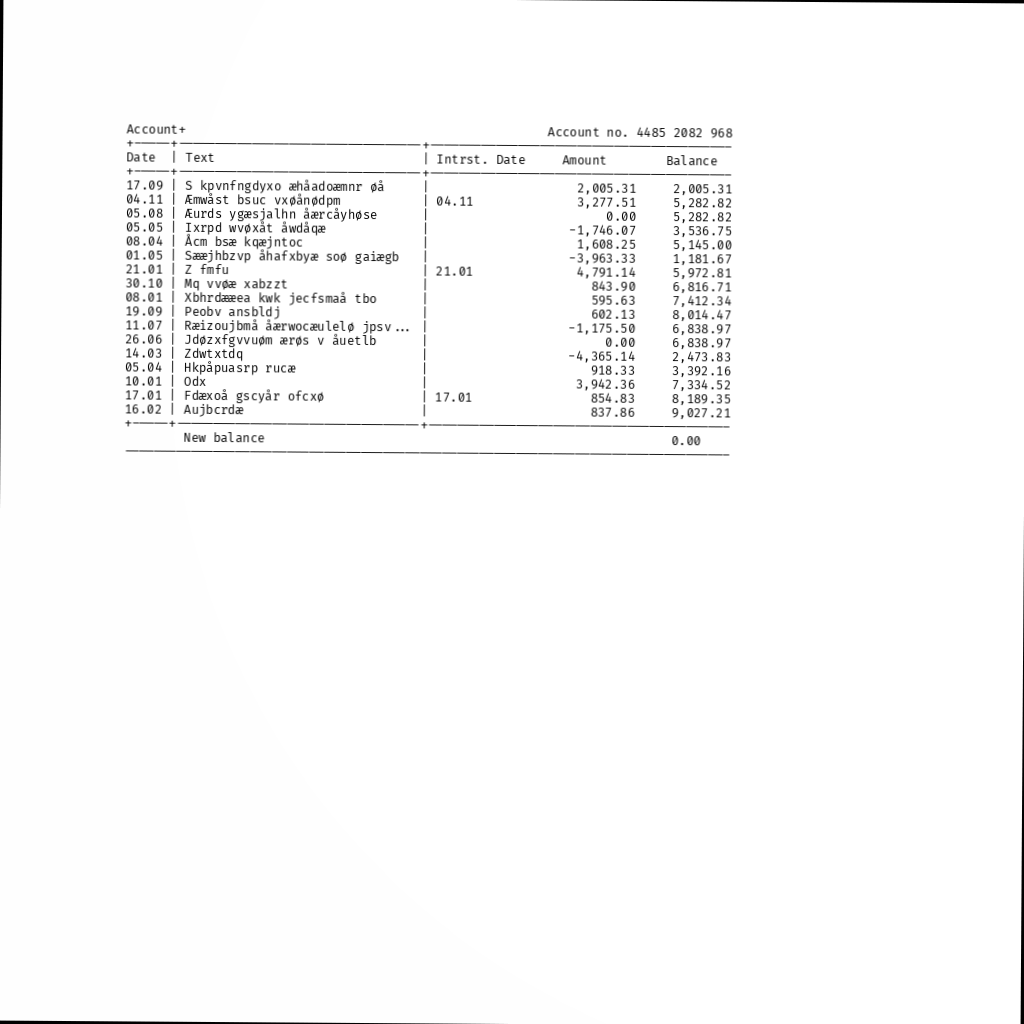 Account+ Account no. 4485 2082 968
Date | Text | Intrst. Date Amount Balance
17.09 | S kpvnfngdyxo æhåadoæmnr øå | 2,005.31 2,005.31
04.11 | Æmwåst bsuc vxøånødpm | 04.11 3,277.51 5,282.82
05.08 | Æurds ygæsjalhn åærcåyhøse | 0.00 5,282.82
05.05 | Ixrpd wvøxåt åwdåqæ | -1,746.07 3,536.75
08.04 | Åcm bsæ kqæjntoc | 1,608.25 5,145.00
01.05 | Sææjhbzvp åhafxbyæ soø gaiægb | -3,963.33 1,181.67
21.01 | Z fmfu | 21.01 4,791.14 5,972.81
30.10 | Mq vvøæ xabzzt | 843.90 6,816.71
08.01 | Xbhrdææea kwk jecfsmaå tbo | 595.63 7,412.34
19.09 | Peobv ansbldj | 602.13 8,014.47
11.07 | Ræizoujbmå åærwocæulelø jpsv... | -1,175.50 6,838.97
26.06 | Jdøzxfgvvuøm ærøs v åuetlb | 0.00 6,838.97
14.03 | Zdwtxtdq | -4,365.14 2,473.83
05.04 | Hkpåpuasrp rucæ | 918.33 3,392.16
10.01 | Odx | 3,942.36 7,334.52
17.01 | Fdæxoå gscyår ofcxø | 17.01 854.83 8,189.35
16.02 | Aujbcrdæ | 837.86 9,027.21
New balance 0.00